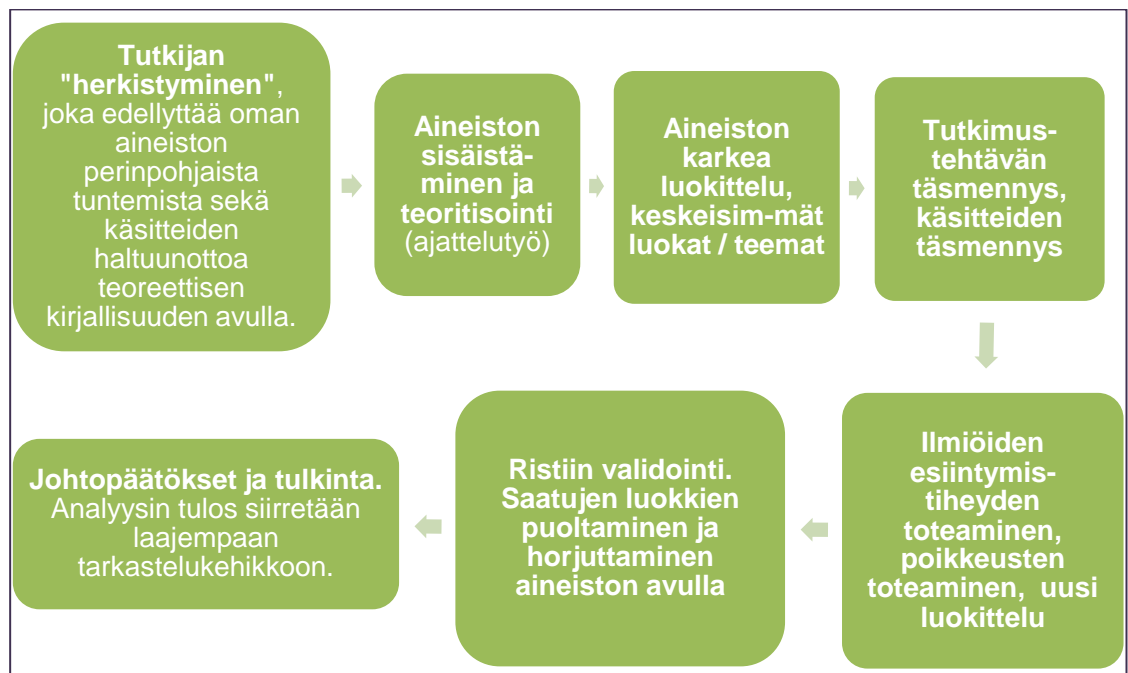 Tutkijan
"herkistyminen",
joka edellyttää oman
aineiston
perinpohjaista
tuntemista sekä
käsitteiden
haltuunottoa
teoreettisen
kirjallisuuden avulla.
Aineiston
sisäistä-
minen ja
teoritisointi
(ajattelutyö)
Aineiston
karkea
luokittelu,
keskeisim-mät
luokat / teemat
Tutkimus-
tehtävän
täsmennys,
käsitteiden
täsmennys
Ilmiöiden
esiintymis-
tiheyden
toteaminen,
poikkeusten
toteaminen, uusi
luokittelu
Ristiin validointi.
Saatujen luokkien
puoltaminen ja
horjuttaminen
aineiston avulla
Johtopäätökset ja tulkinta.
Analyysin tulos siirretään
laajempaan
tarkastelukehikkoon.